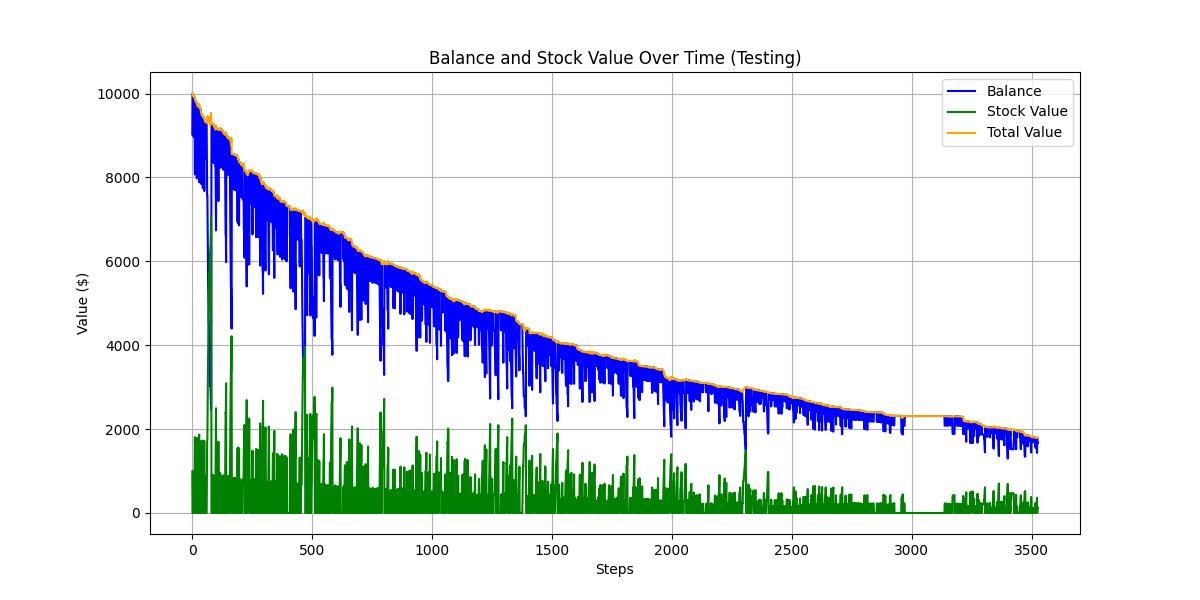 Balance and Stock Value Over Time (Testing)
Balance
Stock Value
Total Value
Value ($)
10000
8000
6000
4000
2000
0
0 500 1000 1500 2000 2500 3000 3500
Steps